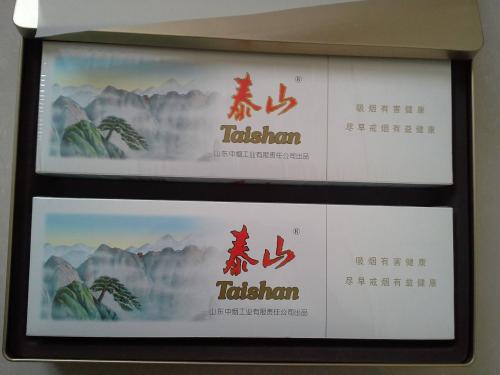 泰山®
Taishan
山东中烟工业有限责任公司出品
吸烟有害健康
尽早戒烟有益健康
泰山®
Taishan
山东中烟工业有限责任公司出品
吸烟有害健康
尽早戒烟有益健康